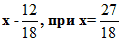 x - 12/18, при x= 27/18